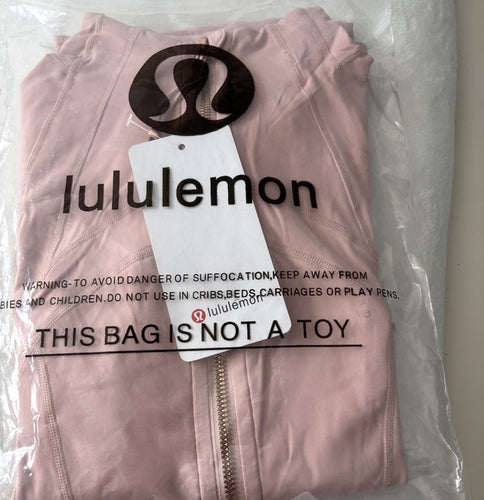 lululemon
WARNING-TO AVOID DANGER OF SUFFOCATION,KEEP AWAY FROM
BIES AND CHILDREN.DO NOT USE IN CRIBS,BEDS,CARRIAGES OR PLAY PENS.
lululemon
THIS BAG IS NOT A TOY